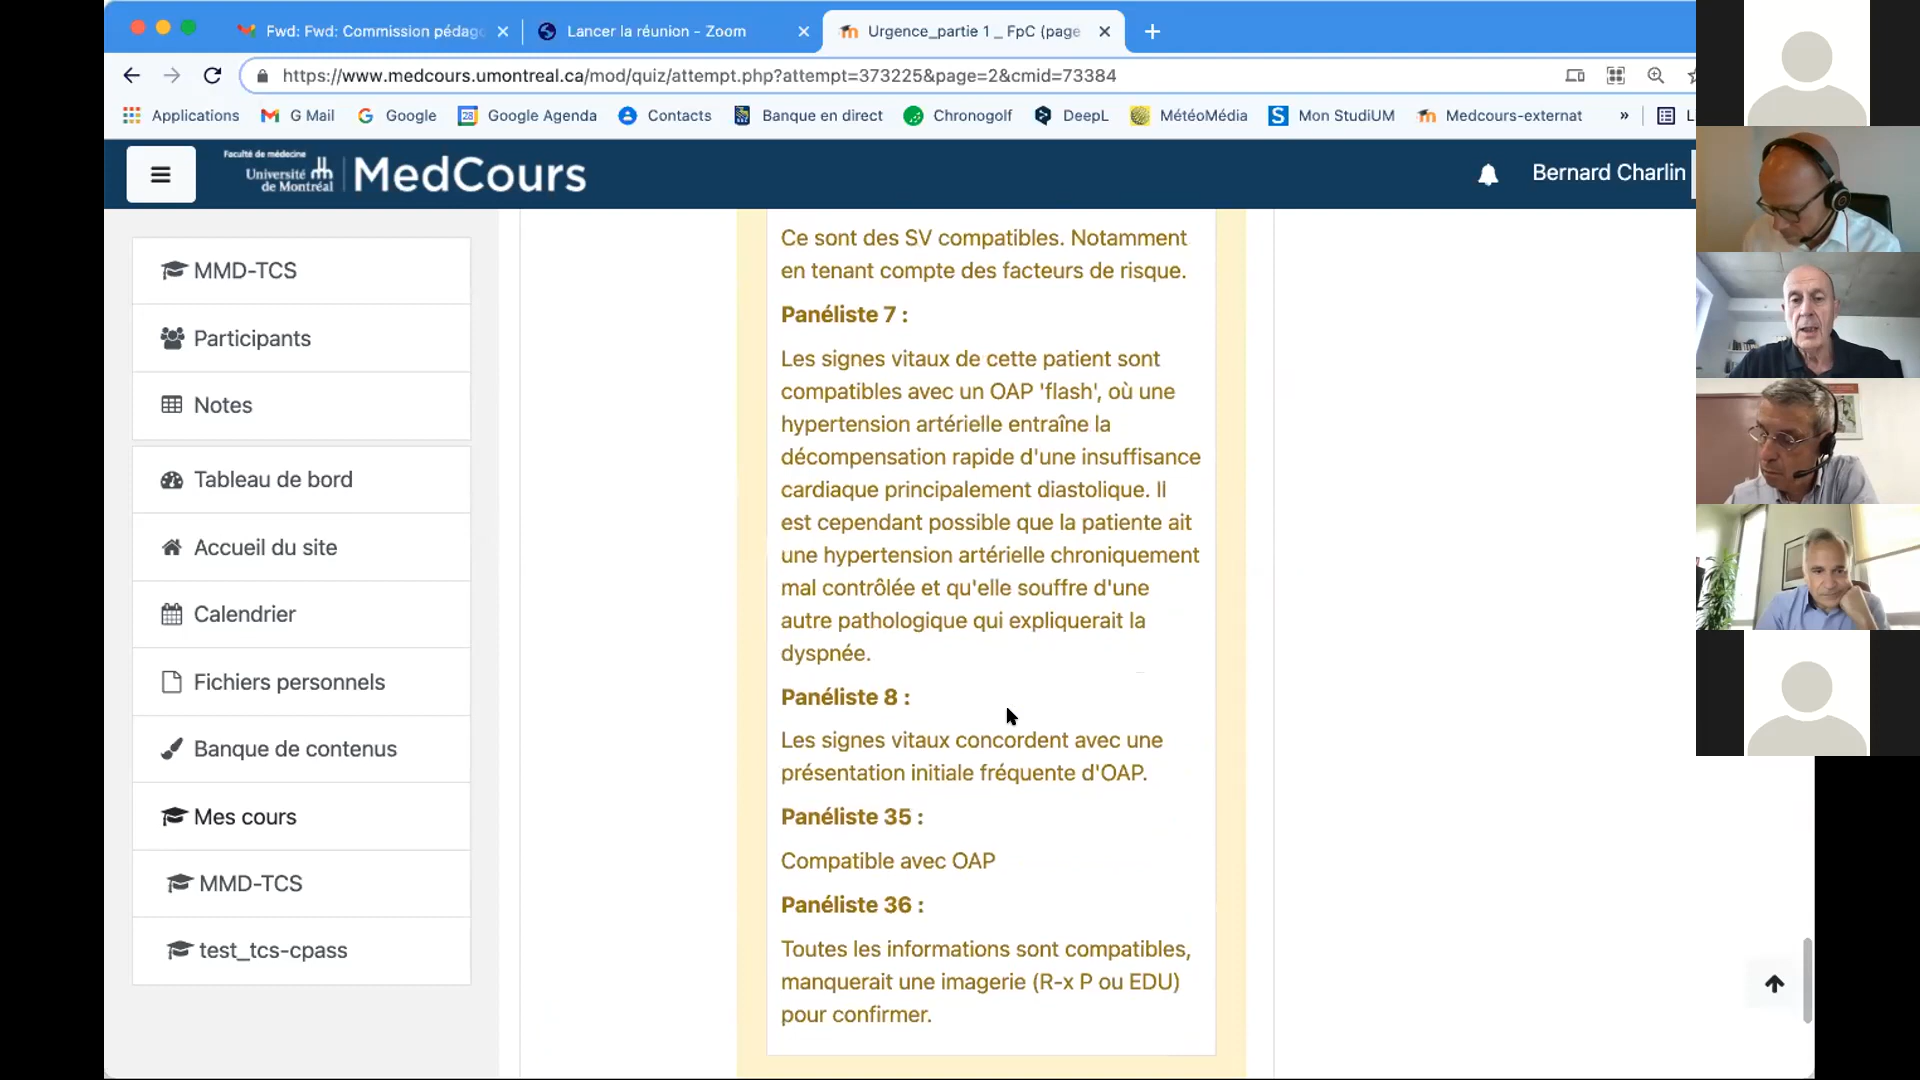 Fwd: Fwd: Commission pédago
Lancer la réunion - Zoom
Urgence_partie 1 _ FpC (page
https://www.medcours.umontreal.ca/mod/quiz/attempt.php?attempt=373225&page=2&cmid=73384
Applications
G Mail
Google
28
Google Agenda
Contacts
Banque en direct
Chronogolf
DeepL
MétéoMédia
S
Mon StudiUM
Medcours-externat
»
L
Faculté de médecine
Université
de Montréal
MedCours
Bernard Charlin
MMD-TCS
Participants
Notes
Tableau de bord
Accueil du site
Calendrier
Fichiers personnels
Banque de contenus
Mes cours
MMD-TCS
test_tcs-cpass
Ce sont des SV compatibles. Notamment
en tenant compte des facteurs de risque.
Panéliste 7 :
Les signes vitaux de cette patient sont
compatibles avec un OAP 'flash', où une
hypertension artérielle entraîne la
décompensation rapide d'une insuffisance
cardiaque principalement diastolique. Il
est cependant possible que la patiente ait
une hypertension artérielle chroniquement
mal contrôlée et qu'elle souffre d'une
autre pathologique qui expliquerait la
dyspnée.
Panéliste 8 :
Les signes vitaux concordent avec une
présentation initiale fréquente d'OAP.
Panéliste 35 :
Compatible avec OAP
Panéliste 36 :
Toutes les informations sont compatibles,
manquerait une imagerie (R-x P ou EDU)
pour confirmer.